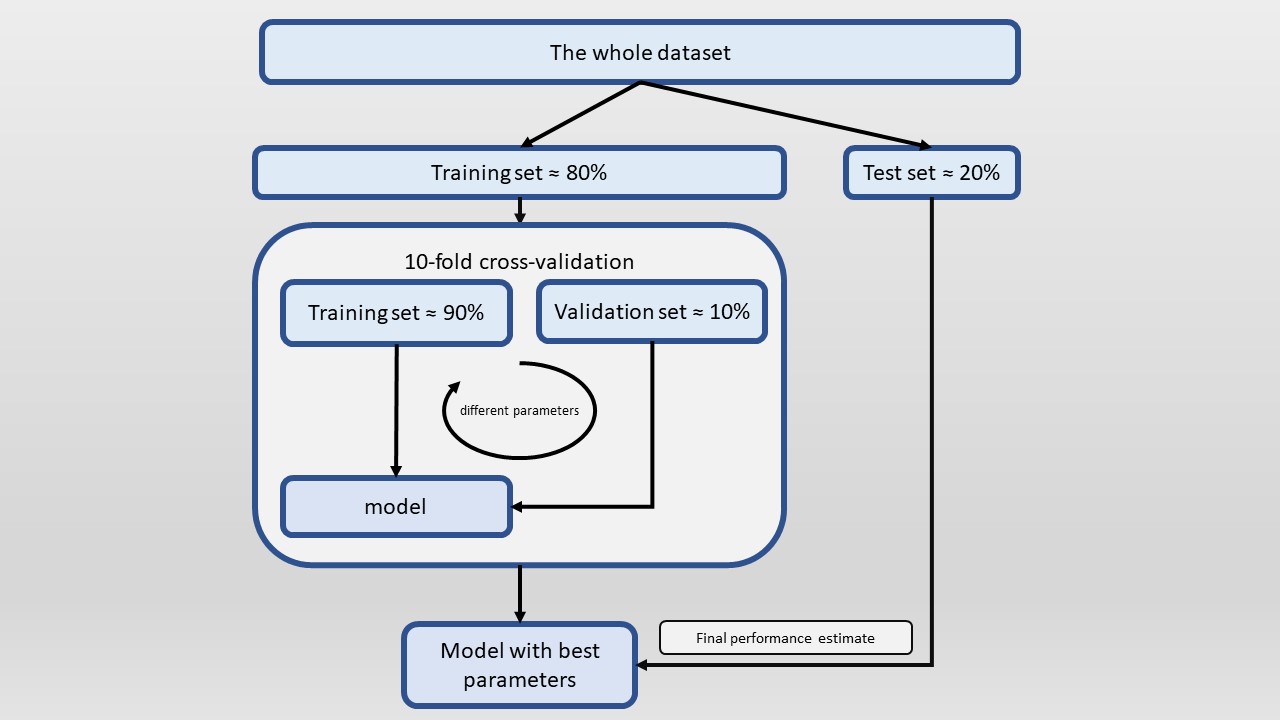 The whole dataset
Training set ≈ 80%
Test set ≈ 20%
10-fold cross-validation
Training set ≈ 90%
Validation set ≈ 10%
different parameters
model
Final performance estimate
Model with best
parameters